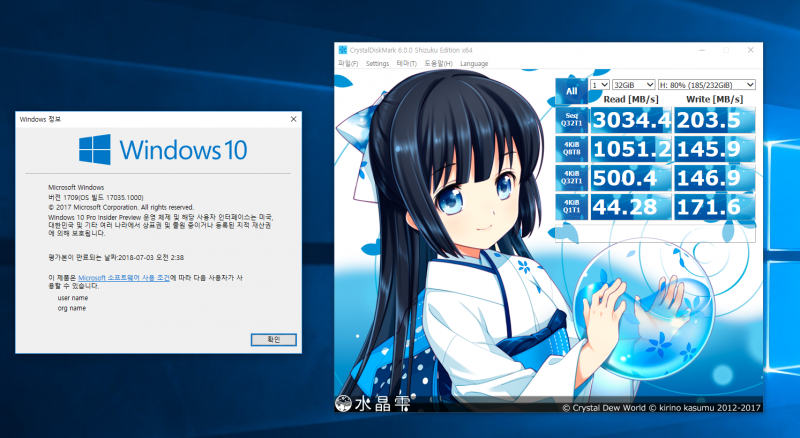 Windows 정보
Windows 10
Microsoft Windows
버전 1709(OS 빌드 17035.1000)
© 2017 Microsoft Corporation. All rights reserved.
Windows 10 Pro Insider Preview 운영 체제 및 해당 사용자 인터페이스는 미국,
대한민국 및 기타 여러 나라에서 상표권 및 출원 중이거나 등록된 지적 재산권
에 의해 보호됩니다.
평가본이 만료되는 날짜:2018-07-03 오전 2:38
이 제품은 Microsoft 소프트웨어 사용 조건에 따라 다음 사용자가 사
용할 수 있습니다.
user name
org name
확인
CrystalDiskMark 6.0.0 Shizuku Edition x64
파일(F) Settings 테마(T) 도움말(H) Language
All 1 32GiB H: 80% (185/232GiB)
Read [MB/s] Write [MB/s]
Seq Q32T1 3034.4 203.5
4KiB Q8T8 1051.2 145.9
4KiB Q32T1 500.4 146.9
4KiB Q1T1 44.28 171.6
水晶雫
© Crystal Dew World © kirino kasumu 2012-2017